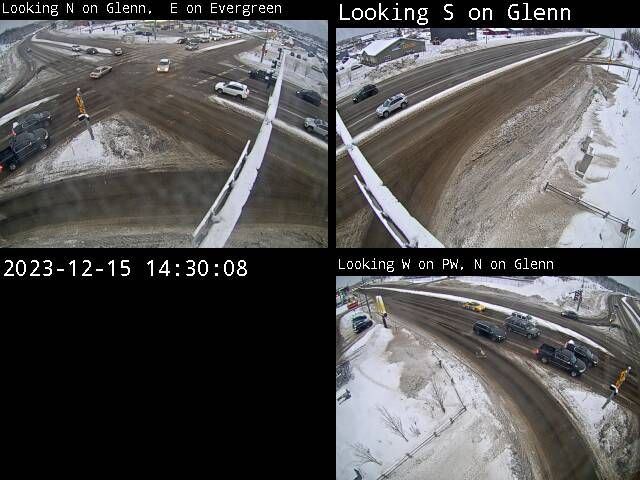 Looking N on Glenn, E on Evergreen
Looking S on Glenn
2023-12-15 14:30:08
Looking W on PW, N on Glenn